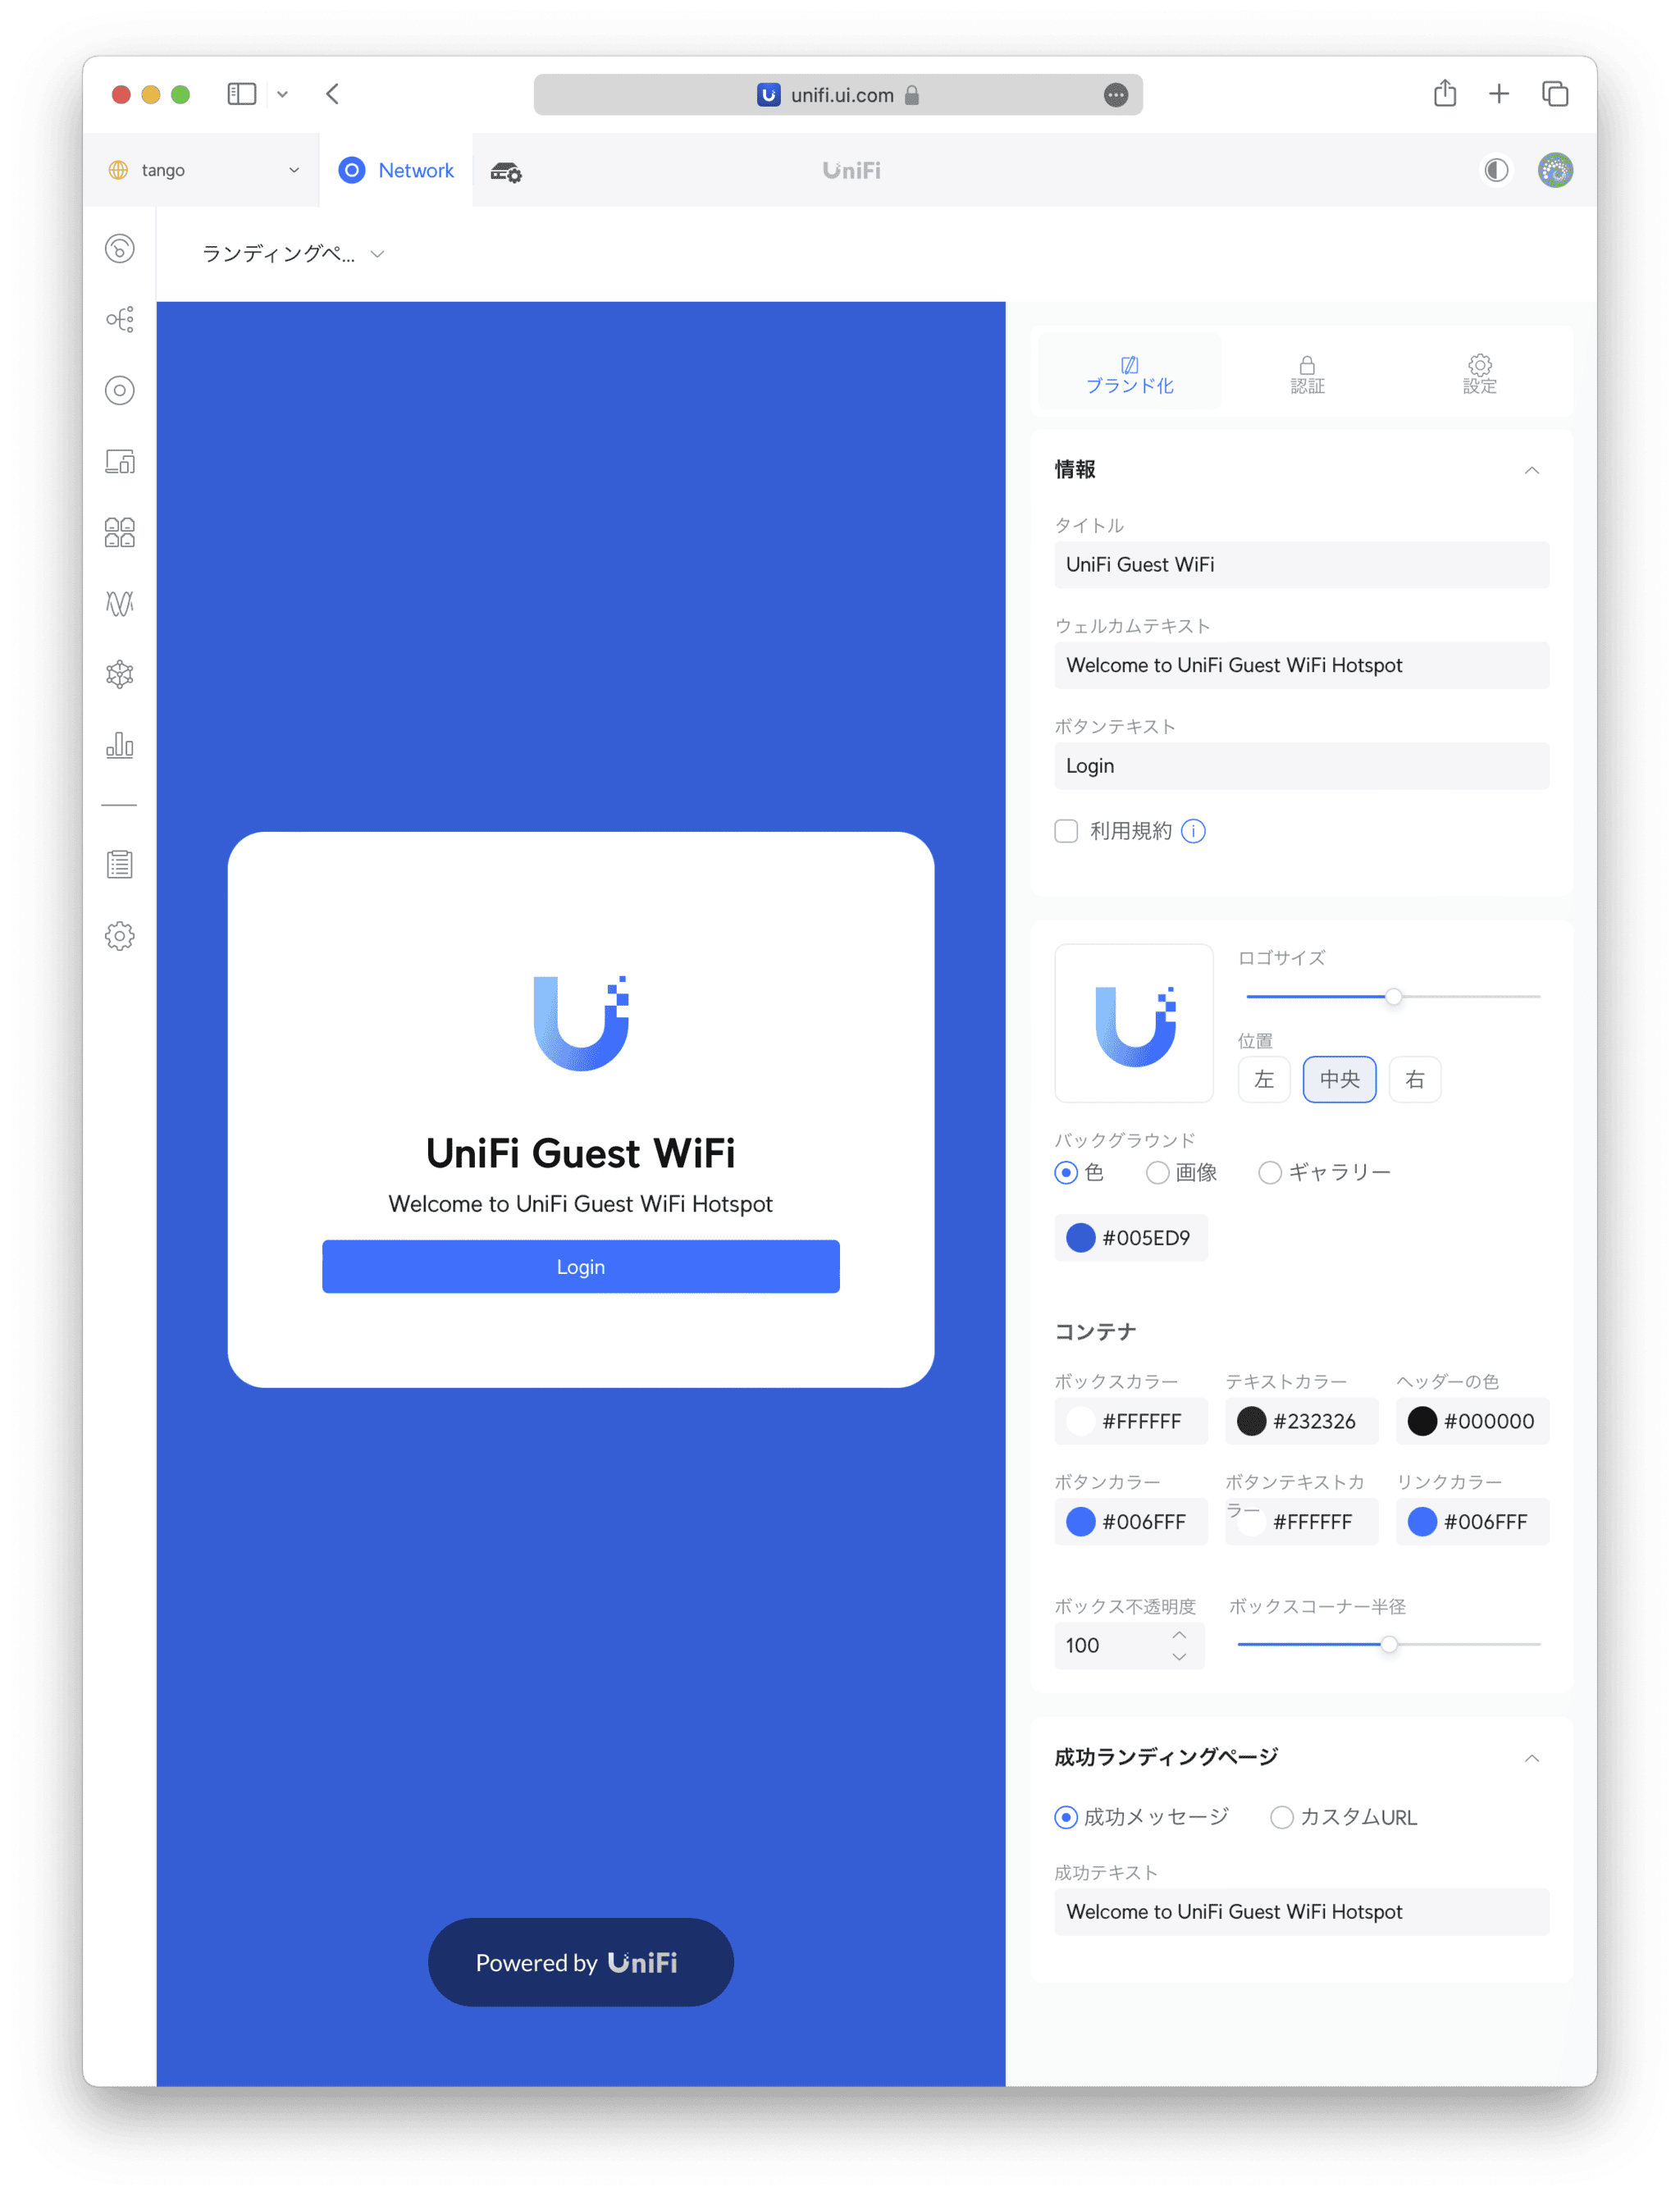 unifi.ui.com
tango
Network
UniFi
ランディングペ...
ブランド化
認証
設定
UniFi Guest WiFi
Welcome to UniFi Guest WiFi Hotspot
Login
Powered by UniFi
情報
タイトル
UniFi Guest WiFi
ウェルカムテキスト
Welcome to UniFi Guest WiFi Hotspot
ボタンテキスト
Login
利用規約
ロゴサイズ
位置
左 中央 右
バックグラウンド
色 画像 ギャラリー
#005ED9
コンテナ
ボックスカラー テキストカラー ヘッダーの色
#FFFFFF #232326 #000000
ボタンカラー ボタンテキストカラー リンクカラー
#006FFF #FFFFFF #006FFF
ボックス不透明度 ボックスコーナー半径
100
成功ランディングページ
成功メッセージ カスタムURL
成功テキスト
Welcome to UniFi Guest WiFi Hotspot